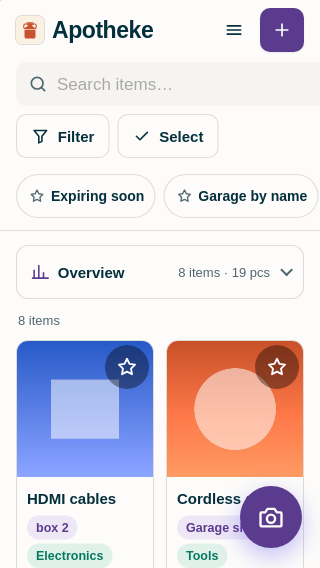 Apotheke
Search items…
Filter
Select
Expiring soon
Garage by name
Overview
8 items · 19 pcs
8 items
HDMI cables
Cordless
box 2
Garage
Electronics
Tools